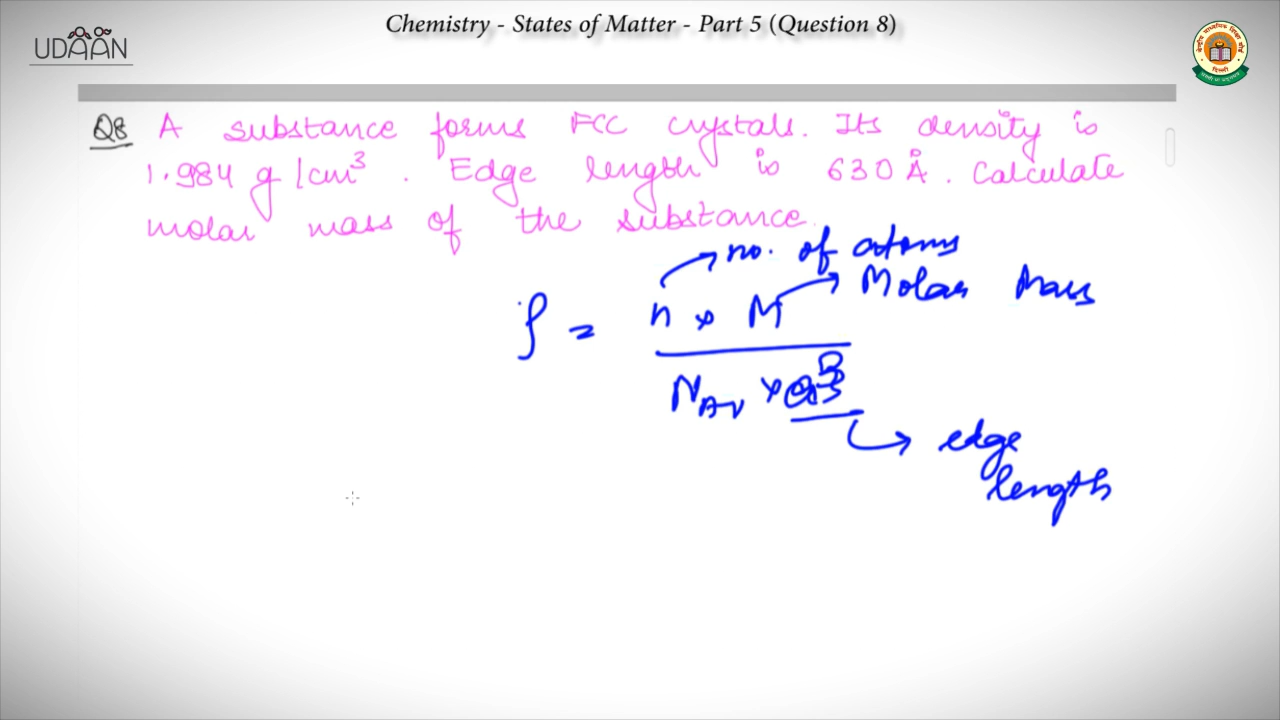 Chemistry - States of Matter - Part 5 (Question 8)
UDAAN
Q8 A substance forms FCC crystals. Its density is
1.984 g/cm³. Edge length is 630 Å. Calculate
molar mass of the substance.
no. of atoms
Molar Mass
ρ = n × M
N_Av × a³
edge
length